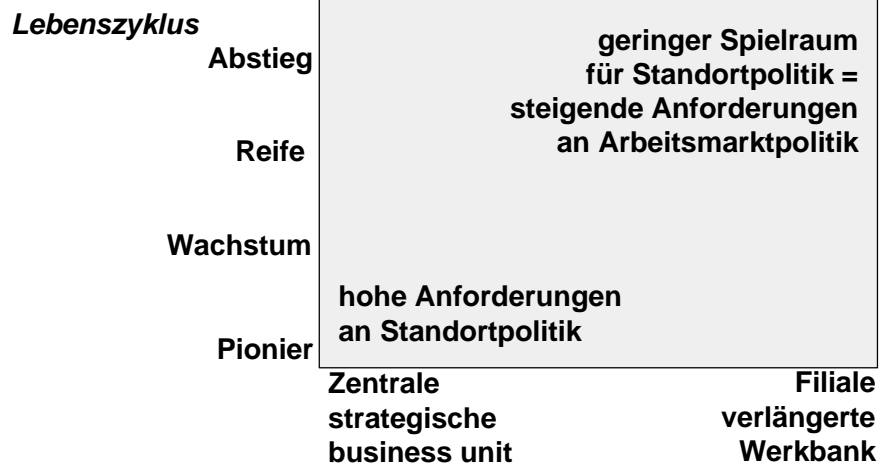 Lebenszyklus
Abstieg
Reife
Wachstum
Pionier
geringer Spielraum
für Standortpolitik =
steigende Anforderungen
an Arbeitsmarktpolitik
hohe Anforderungen
an Standortpolitik
Zentrale
strategische
business unit
Filiale
verlängerte
Werkbank